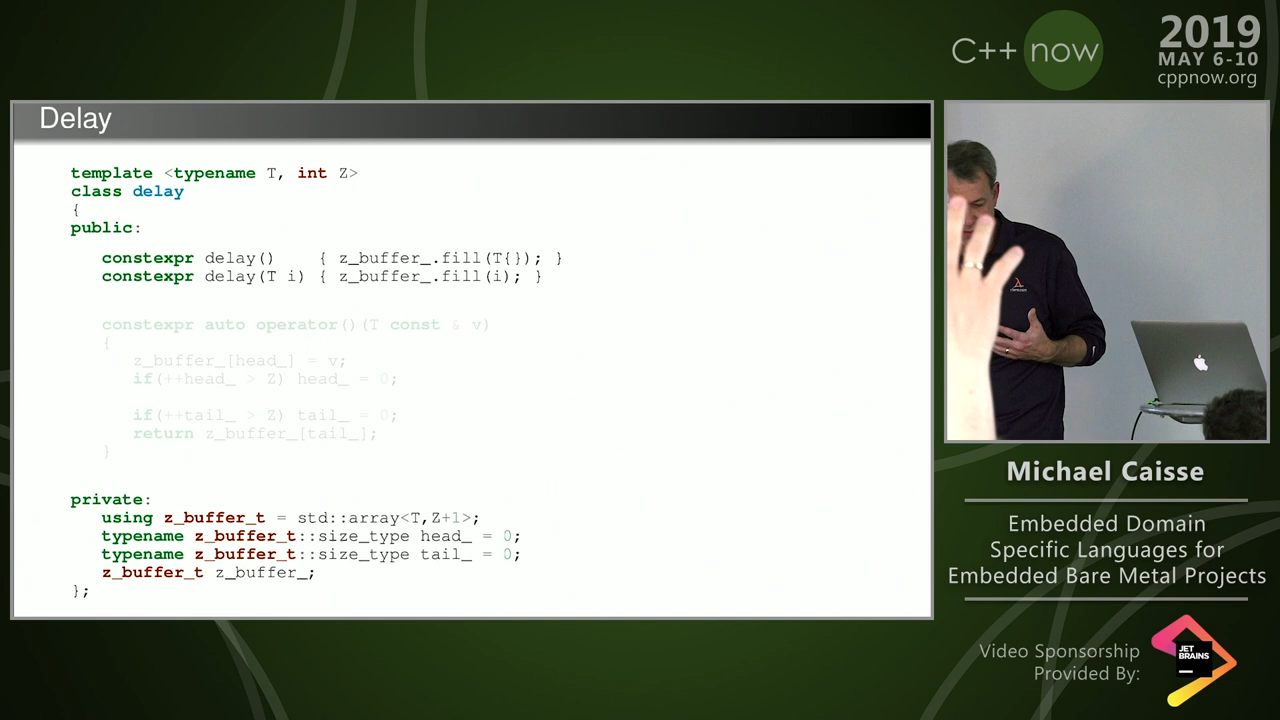 C++ now
2019
MAY 6-10
cppnow.org
Delay
template <typename T, int Z>
class delay
{
public:
constexpr delay()    { z_buffer_.fill(T{}); }
constexpr delay(T i) { z_buffer_.fill(i); }
constexpr auto operator()(T const & v)
{
z_buffer_[head_] = v;
if(++head_ > Z) head_ = 0;
if(++tail_ > Z) tail_ = 0;
return z_buffer_[tail_];
}
private:
using z_buffer_t = std::array<T,Z+1>;
typename z_buffer_t::size_type head_ = 0;
typename z_buffer_t::size_type tail_ = 0;
z_buffer_t z_buffer_;
};
Michael Caisse
Embedded Domain
Specific Languages for
Embedded Bare Metal Projects
Video Sponsorship
Provided By:
JET
BRAINS